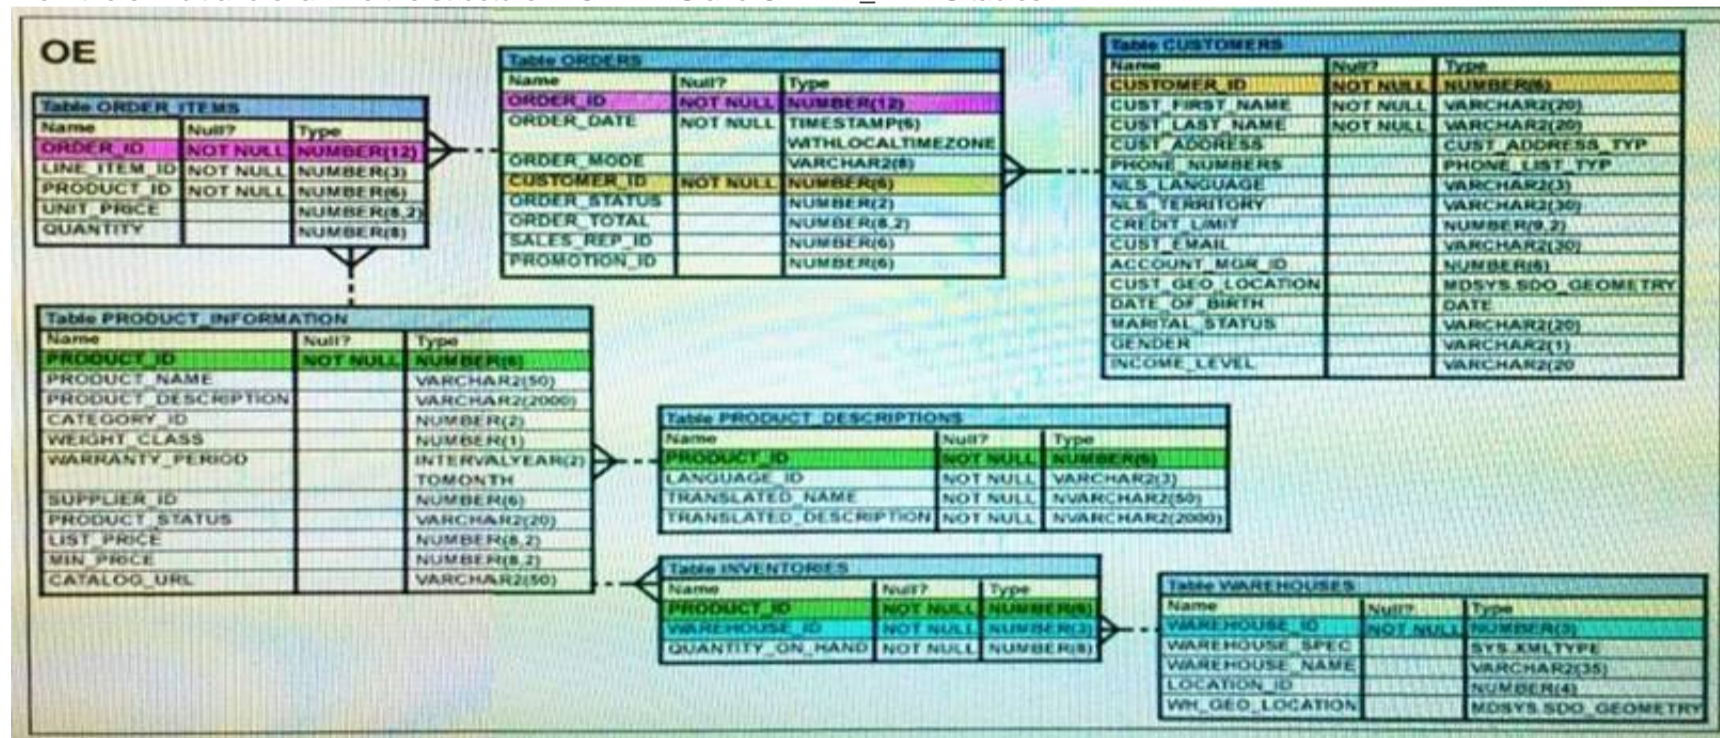 OE
Table ORDER_ITEMS
Name Null? Type
ORDER_ID NOT NULL NUMBER(12)
LINE_ITEM_ID NOT NULL NUMBER(3)
PRODUCT_ID NOT NULL NUMBER(6)
UNIT_PRICE NUMBER(8,2)
QUANTITY NUMBER(8)
Table ORDERS
Name Null? Type
ORDER_ID NOT NULL NUMBER(12)
ORDER_DATE NOT NULL TIMESTAMP(6)
WITHLOCALTIMEZONE
ORDER_MODE VARCHAR2(8)
CUSTOMER_ID NOT NULL NUMBER(6)
ORDER_STATUS NUMBER(2)
ORDER_TOTAL NUMBER(8,2)
SALES_REP_ID NUMBER(6)
PROMOTION_ID NUMBER(6)
Table CUSTOMERS
Name Null? Type
CUSTOMER_ID NOT NULL NUMBER(6)
CUST_FIRST_NAME NOT NULL VARCHAR2(20)
CUST_LAST_NAME NOT NULL VARCHAR2(20)
CUST_ADDRESS CUST_ADDRESS_TYP
PHONE_NUMBERS PHONE_LIST_TYP
NLS_LANGUAGE VARCHAR2(3)
NLS_TERRITORY VARCHAR2(30)
CREDIT_LIMIT NUMBER(9,2)
CUST_EMAIL VARCHAR2(30)
ACCOUNT_MGR_ID NUMBER(6)
CUST_GEO_LOCATION MDSYS.SDO_GEOMETRY
DATE_OF_BIRTH DATE
MARITAL_STATUS VARCHAR2(20)
GENDER VARCHAR2(1)
INCOME_LEVEL VARCHAR2(20
Table PRODUCT_INFORMATION
Name Null? Type
PRODUCT_ID NOT NULL NUMBER(6)
PRODUCT_NAME VARCHAR2(50)
PRODUCT_DESCRIPTION VARCHAR2(2000)
CATEGORY_ID NUMBER(2)
WEIGHT_CLASS NUMBER(1)
WARRANTY_PERIOD INTERVALYEAR(2)
TOMONTH
SUPPLIER_ID NUMBER(6)
PRODUCT_STATUS VARCHAR2(20)
LIST_PRICE NUMBER(8,2)
MIN_PRICE NUMBER(8,2)
CATALOG_URL VARCHAR2(50)
Table PRODUCT_DESCRIPTIONS
Name Null? Type
PRODUCT_ID NOT NULL NUMBER(6)
LANGUAGE_ID NOT NULL VARCHAR2(3)
TRANSLATED_NAME NOT NULL NVARCHAR2(50)
TRANSLATED_DESCRIPTION NOT NULL NVARCHAR2(2000)
Table INVENTORIES
Name Null? Type
PRODUCT_ID NOT NULL NUMBER(6)
WAREHOUSE_ID NOT NULL NUMBER(3)
QUANTITY_ON_HAND NOT NULL NUMBER(8)
Table WAREHOUSES
Name Null? Type
WAREHOUSE_ID NOT NULL NUMBER(3)
WAREHOUSE_SPEC SYS.XMLTYPE
WAREHOUSE_NAME VARCHAR2(35)
LOCATION_ID NUMBER(4)
WH_GEO_LOCATION MDSYS.SDO_GEOMETRY